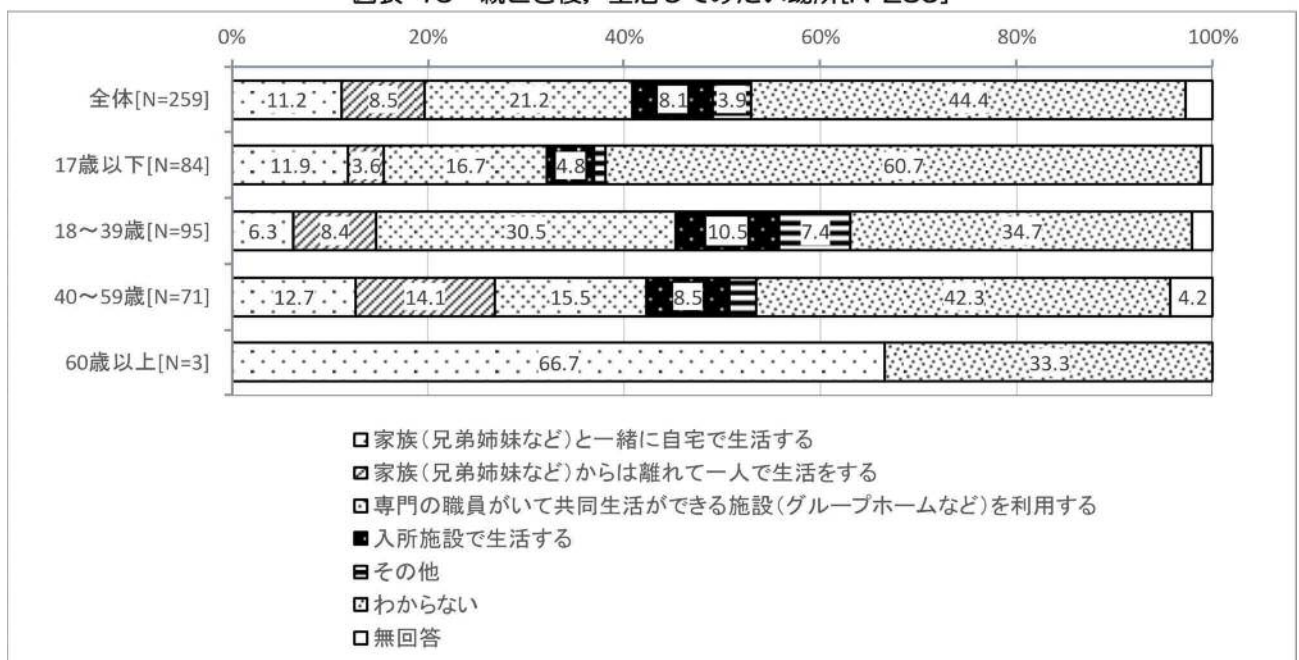 0% 20% 40% 60% 80% 100%
全体[N=259] 11.2 8.5 21.2 8.1 3.9 44.4
17歳以下[N=84] 11.9 3.6 16.7 4.8 60.7
18～39歳[N=95] 6.3 8.4 30.5 10.5 7.4 34.7
40～59歳[N=71] 12.7 14.1 15.5 8.5 42.3 4.2
60歳以上[N=3] 66.7 33.3
家族(兄弟姉妹など)と一緒に自宅で生活する
家族(兄弟姉妹など)からは離れて一人で生活をする
専門の職員がいて共同生活ができる施設(グループホームなど)を利用する
入所施設で生活する
その他
わからない
無回答